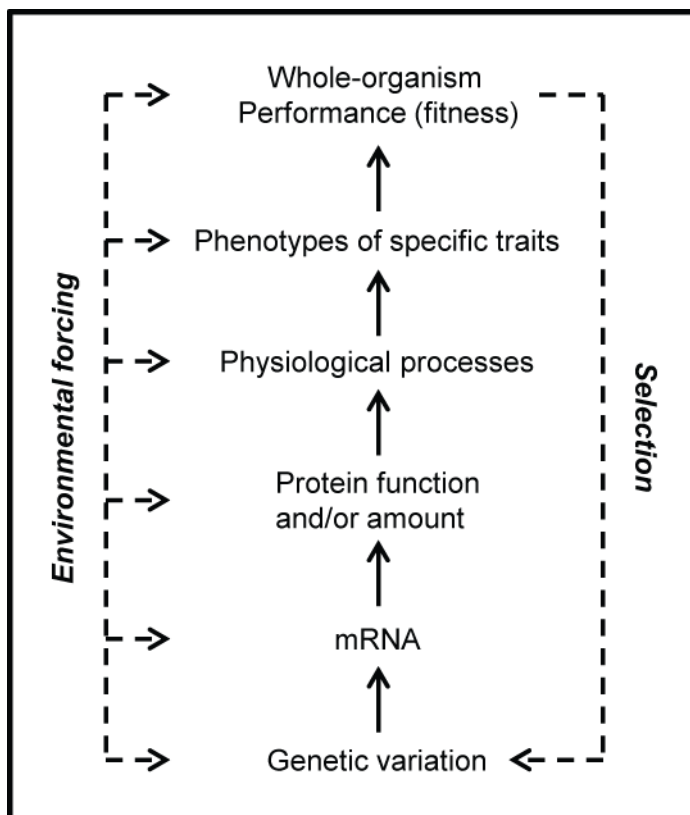 Whole-organism
Performance (fitness)
Phenotypes of specific traits
Physiological processes
Protein function
and/or amount
mRNA
Genetic variation
Environmental forcing
Selection